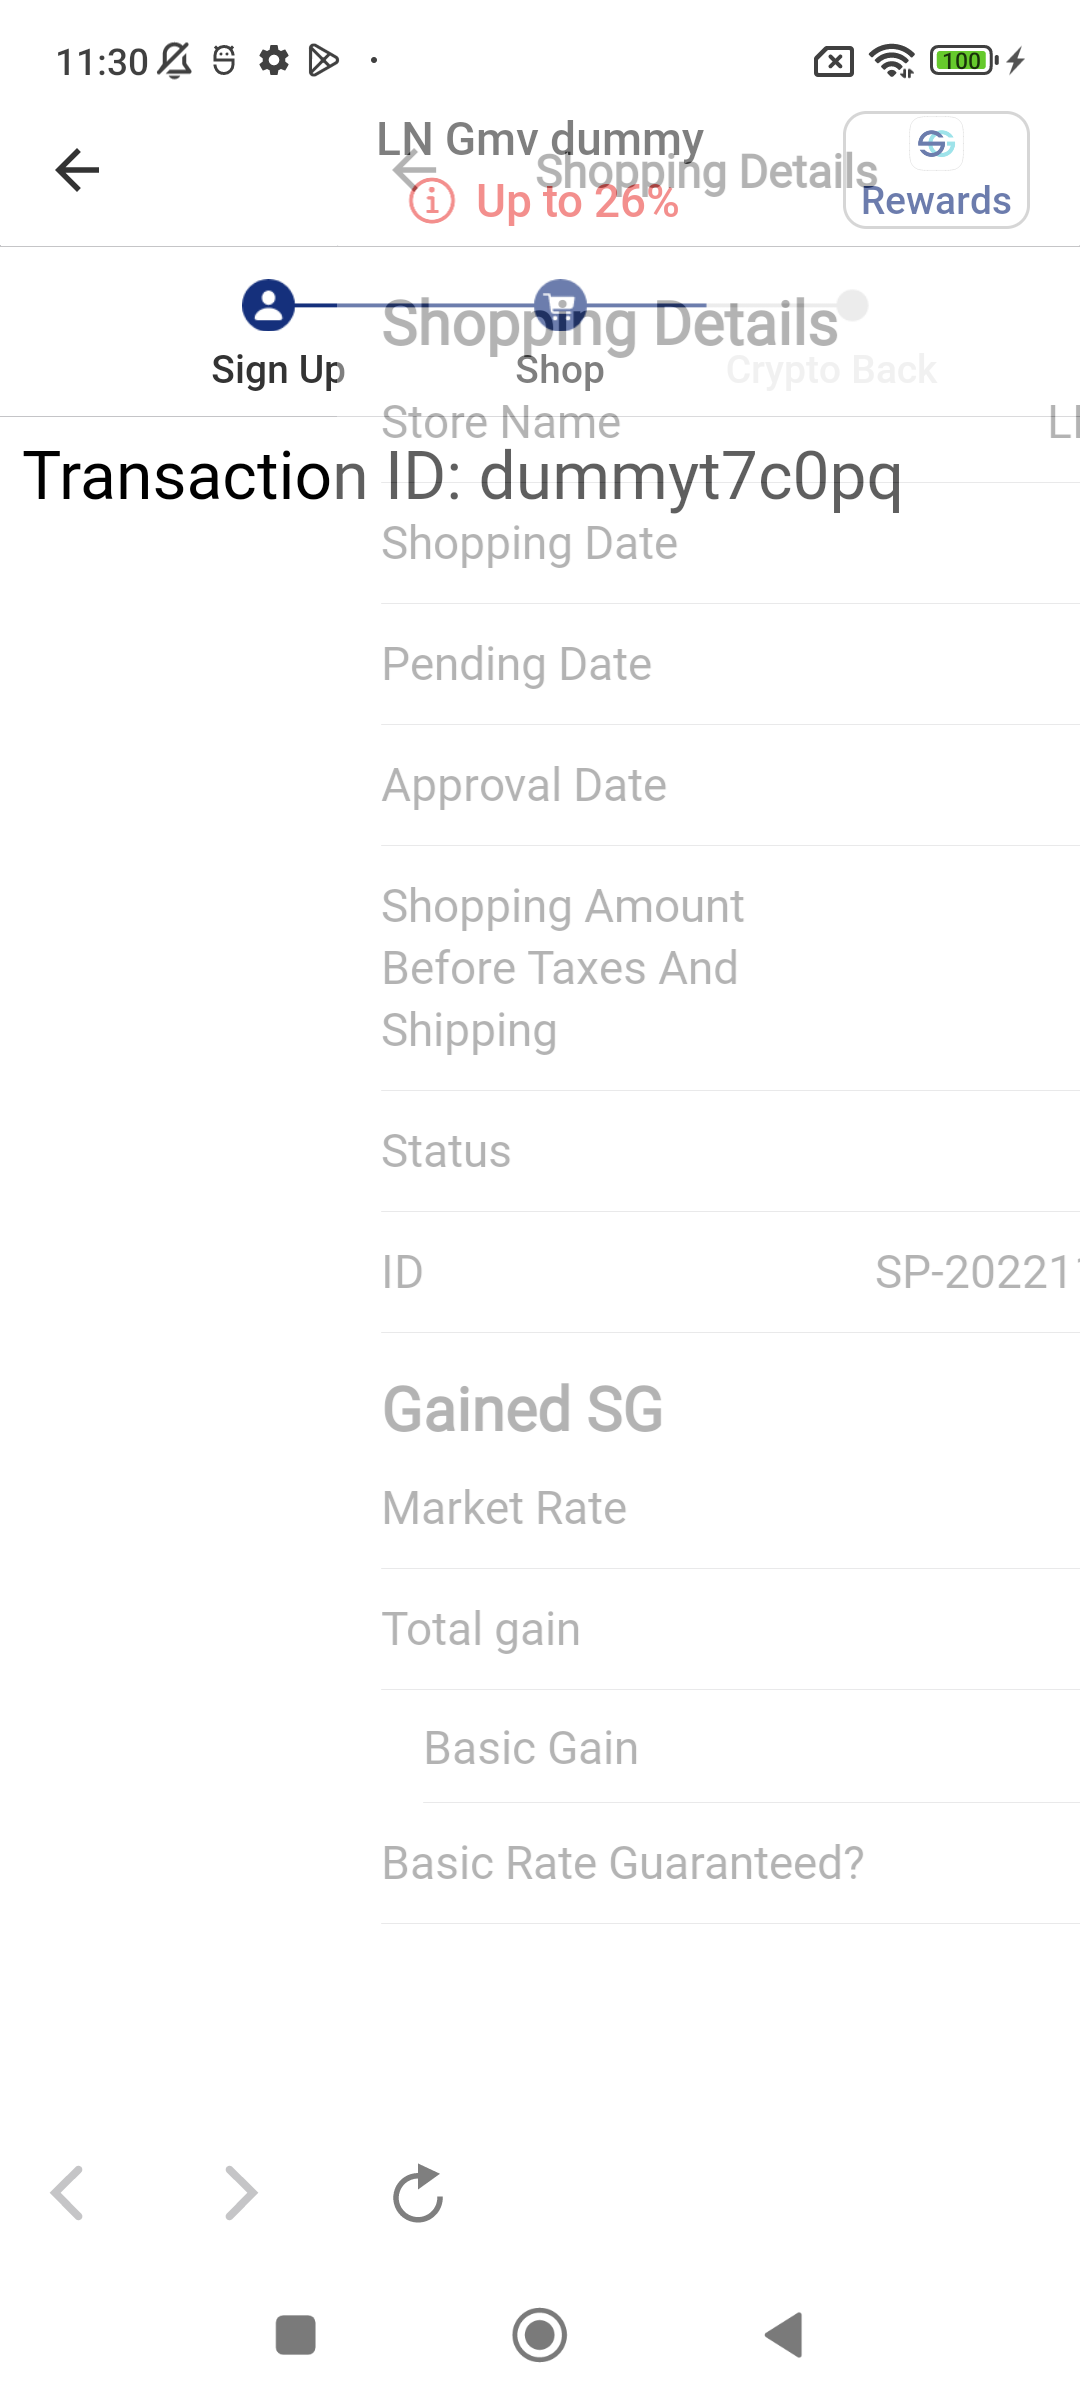 11:30
100
LN Gmv dummy
Shopping Details
Up to 26%
Rewards
Shopping Details
Sign Up
Shop
Crypto Back
Store Name
Transaction ID: dummyt7c0pq
Shopping Date
Pending Date
Approval Date
Shopping Amount
Before Taxes And
Shipping
Status
ID SP-20221
Gained SG
Market Rate
Total gain
Basic Gain
Basic Rate Guaranteed?